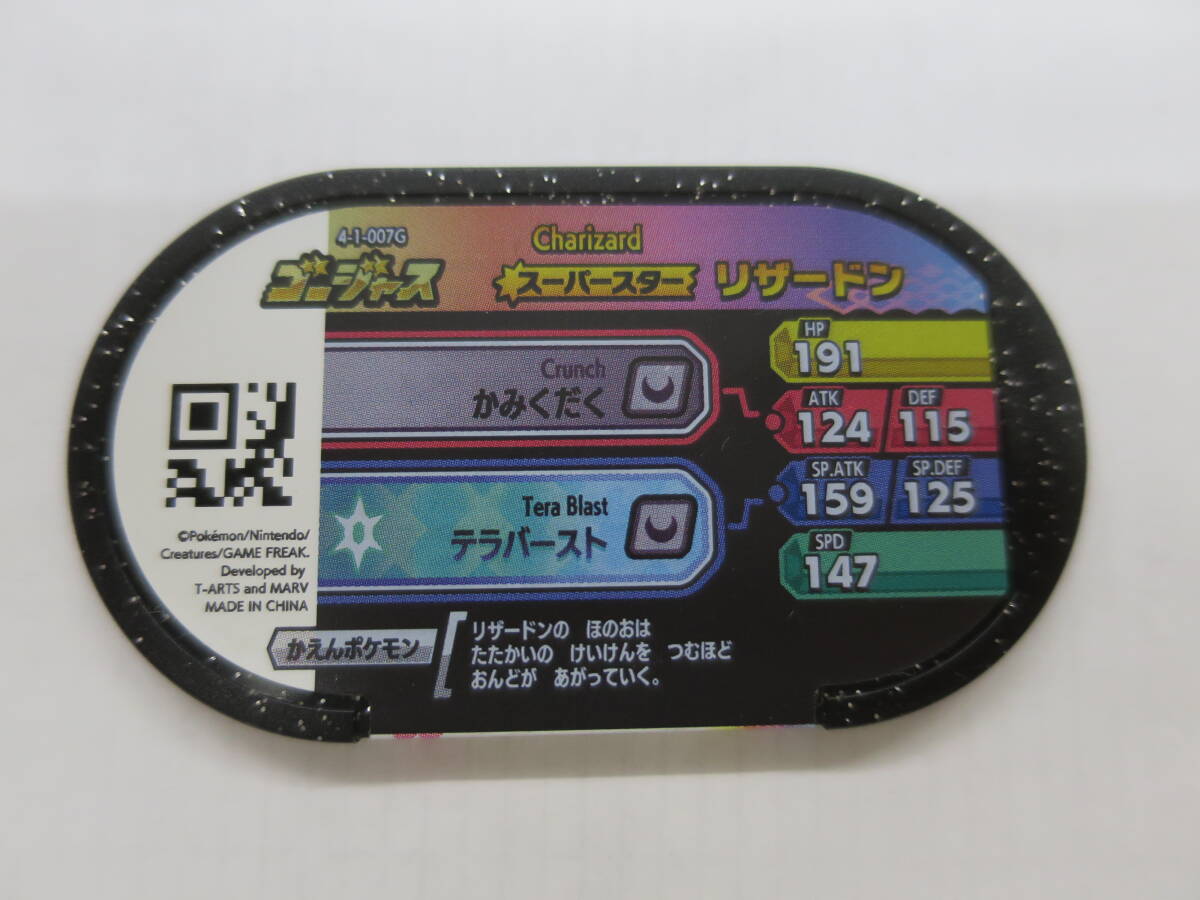 4-1-007G
ゴージャス
Charizard
スーパースター リザードン
HP
191
Crunch
かみくだく
ATK
124
DEF
115
Tera Blast
テラバースト
SP.ATK
159
SP.DEF
125
SPD
147
©Pokémon/Nintendo/
Creatures/GAME FREAK.
Developed by
T-ARTS and MARV
MADE IN CHINA
かえんポケモン
リザードンの ほのおは
たたかいの けいけんを つむほど
おんどが あがっていく。